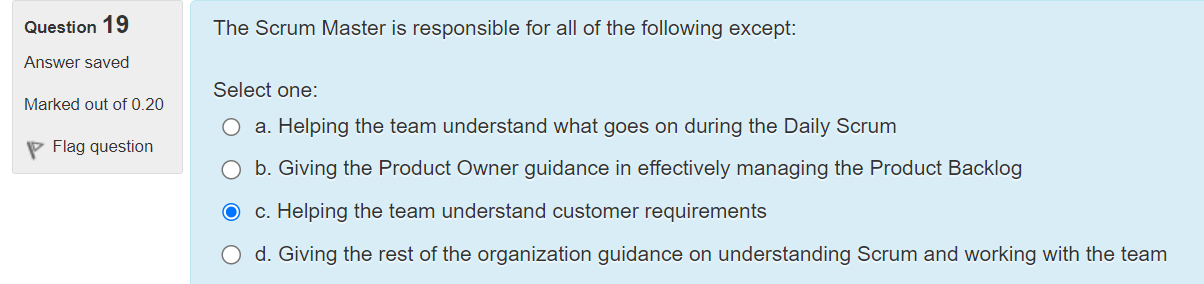 Question 19
Answer saved
Marked out of 0.20
Flag question
The Scrum Master is responsible for all of the following except:
Select one:
a. Helping the team understand what goes on during the Daily Scrum
b. Giving the Product Owner guidance in effectively managing the Product Backlog
c. Helping the team understand customer requirements
d. Giving the rest of the organization guidance on understanding Scrum and working with the team